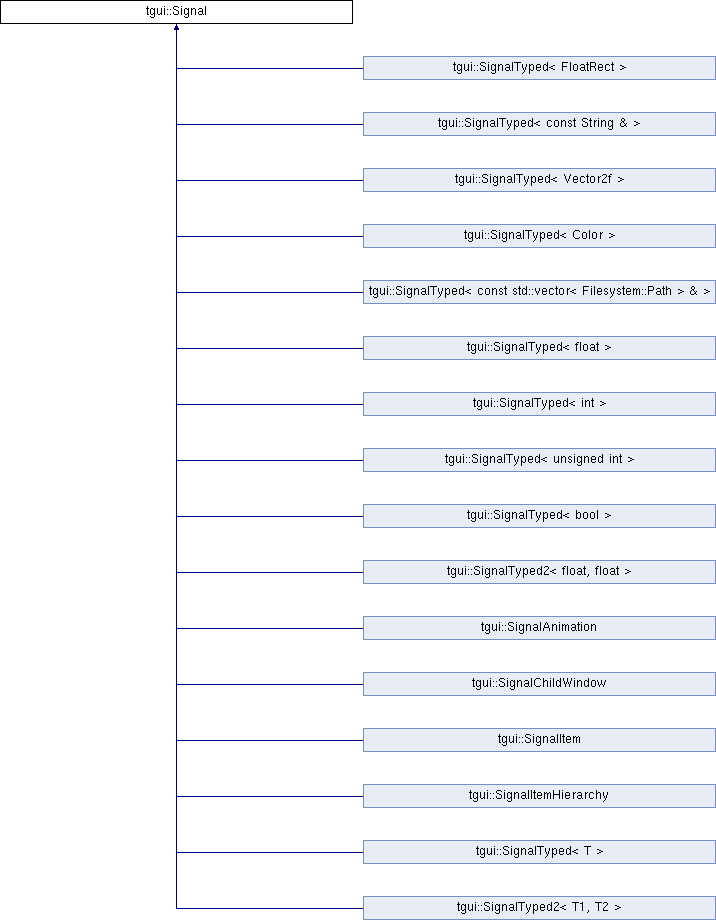 tgui::Signal
tgui::SignalTyped< FloatRect >
tgui::SignalTyped< const String & >
tgui::SignalTyped< Vector2f >
tgui::SignalTyped< Color >
tgui::SignalTyped< const std::vector< Filesystem::Path > & >
tgui::SignalTyped< float >
tgui::SignalTyped< int >
tgui::SignalTyped< unsigned int >
tgui::SignalTyped< bool >
tgui::SignalTyped2< float, float >
tgui::SignalAnimation
tgui::SignalChildWindow
tgui::SignalItem
tgui::SignalItemHierarchy
tgui::SignalTyped< T >
tgui::SignalTyped2< T1, T2 >